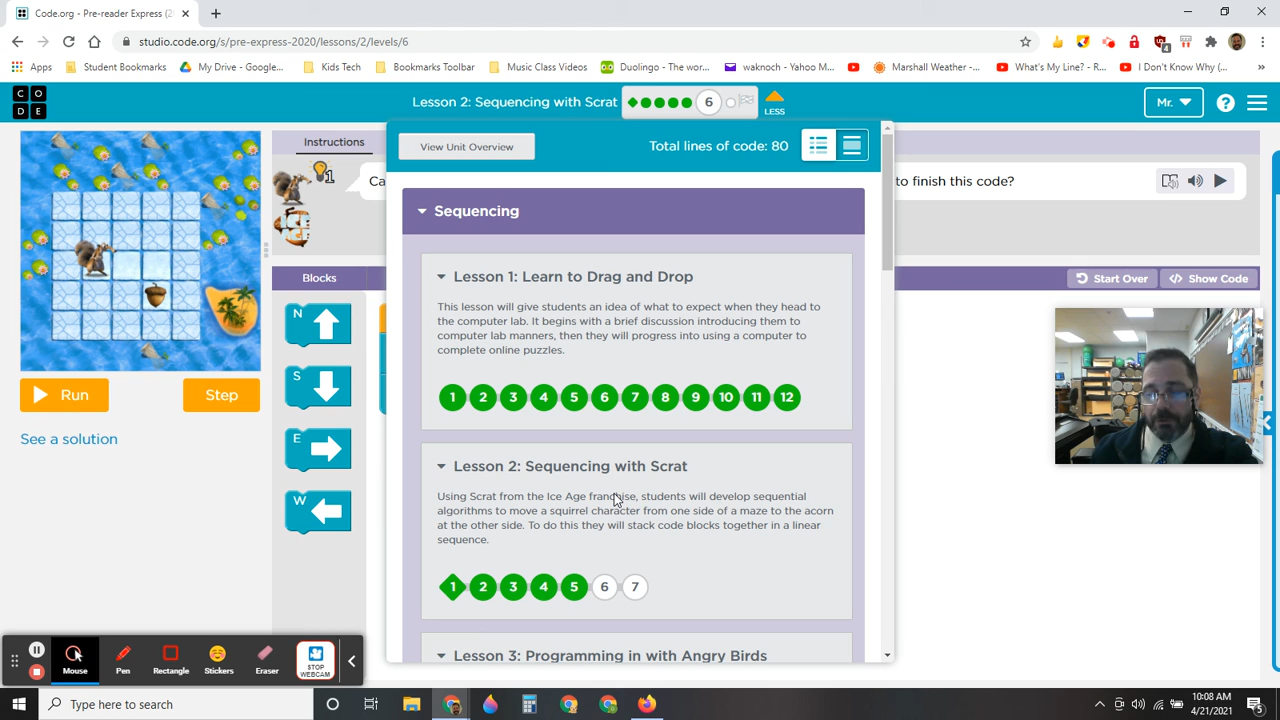 Code.org - Pre-reader Express (2
studio.code.org/s/pre-express-2020/lessons/2/levels/6
4
Apps
Student Bookmarks
My Drive - Google...
Kids Tech
Bookmarks Toolbar
Music Class Videos
Duolingo - The wor...
waknoch - Yahoo M...
Marshall Weather -...
What's My Line? - R...
I Don't Know Why (...
»
C O
D E
Lesson 2: Sequencing with Scrat
6
LESS
Mr.
?
Instructions
1
Ca
to finish this code?
View Unit Overview
Total lines of code: 80
Sequencing
Lesson 1: Learn to Drag and Drop
This lesson will give students an idea of what to expect when they head to
the computer lab. It begins with a brief discussion introducing them to
computer lab manners, then they will progress into using a computer to
complete online puzzles.
1 2 3 4 5 6 7 8 9 10 11 12
Lesson 2: Sequencing with Scrat
Using Scrat from the Ice Age franchise, students will develop sequential
algorithms to move a squirrel character from one side of a maze to the acorn
at the other side. To do this they will stack code blocks together in a linear
sequence.
1 2 3 4 5 6 7
Lesson 3: Programming in with Angry Birds
Blocks
Start Over
</> Show Code
N
S
E
W
Run
Step
See a solution
Mouse
Pen
Rectangle
Stickers
Eraser
STOP
WEBCAM
Type here to search
10:08 AM
4/21/2021
5